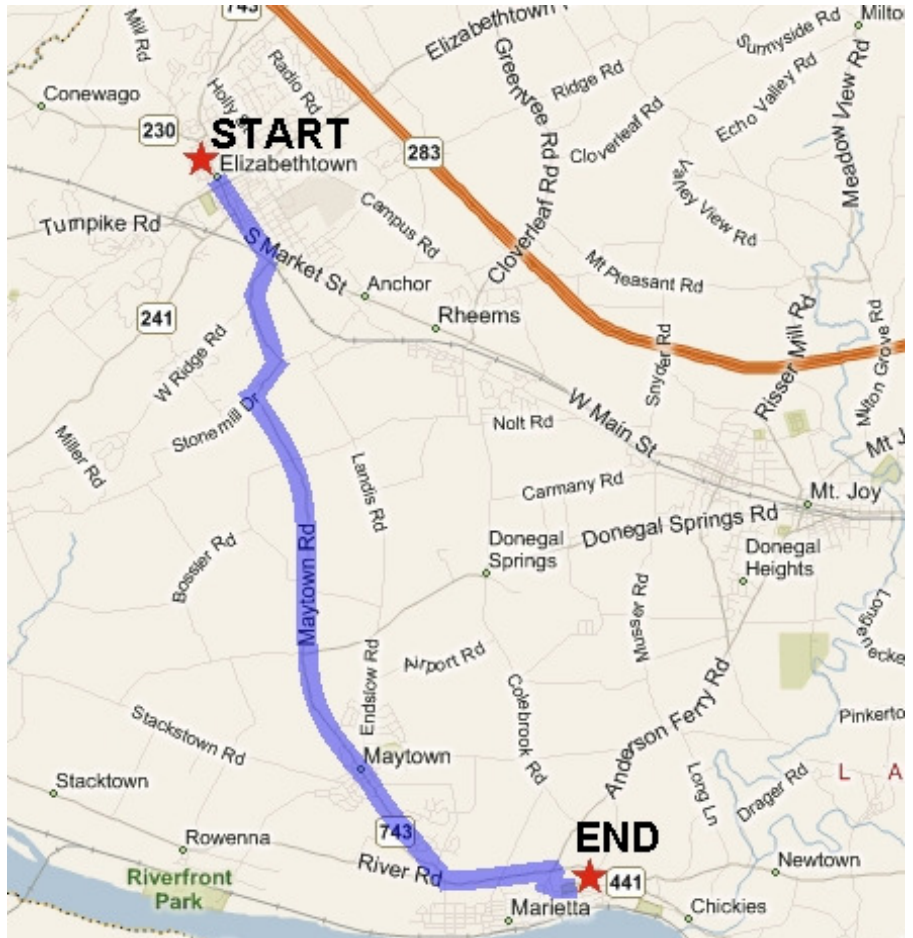 743
Mill Rd
Radio Rd
Elizabethtown
Sunnyside Rd
Milto
Conewago
Holly
Green Tree Rd
Ridge Rd
Echo Valley Rd
Meadow View Rd
230
START
283
Cloverleaf Rd
Elizabethtown
Valley View Rd
Turnpike Rd
Campus Rd
Cloverleaf Rd
S Market St
Mt Pleasant Rd
Anchor
241
Rheems
W Ridge Rd
Snyder Rd
Risser Mill Rd
Milton Grove Rd
Stonemill Dr
Nolt Rd
W Main St
Miller Rd
Landis Rd
Carmany Rd
Mt J
Mt. Joy
Donegal Springs Rd
Bossler Rd
Donegal
Springs
Donegal
Heights
Maytown Rd
Musser Rd
Longenecke
Endslow Rd
Airport Rd
Colebrook Rd
Anderson Ferry Rd
Pinkerto
Stackstown Rd
Maytown
Stacktown
Long Ln
Drager Rd
L A
743
END
Rowenna
River Rd
Newtown
Riverfront
Park
441
Marietta
Chickies